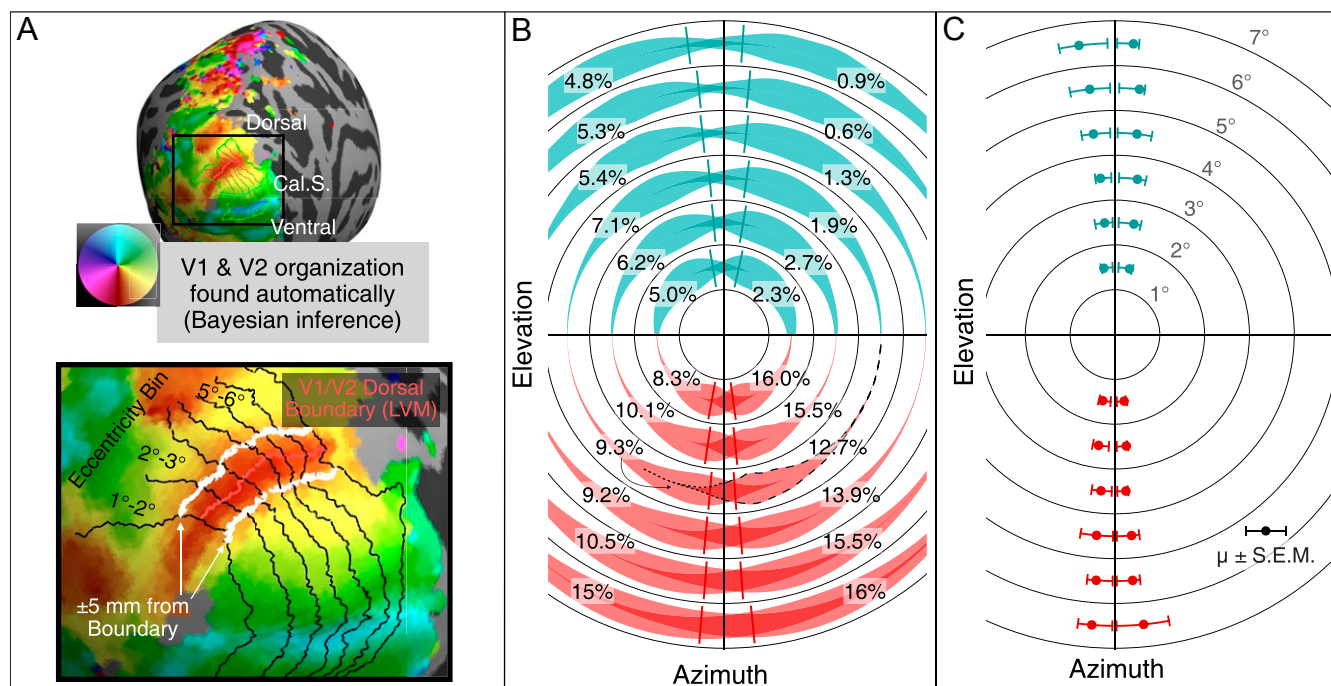 A
Dorsal
Cal.S.
Ventral
V1 & V2 organization
found automatically
(Bayesian inference)
Eccentricity Bin
5°-6°
2°-3°
1°-2°
V1/V2 Dorsal
Boundary (LVM)
±5 mm from
Boundary
B
4.8% 0.9%
5.3% 0.6%
5.4% 1.3%
7.1% 1.9%
6.2% 2.7%
5.0% 2.3%
Elevation
8.3% 16.0%
10.1% 15.5%
9.3% 12.7%
9.2% 13.9%
10.5% 15.5%
15% 16%
Azimuth
C
7°
6°
5°
4°
3°
2°
1°
Elevation
μ ± S.E.M.
Azimuth